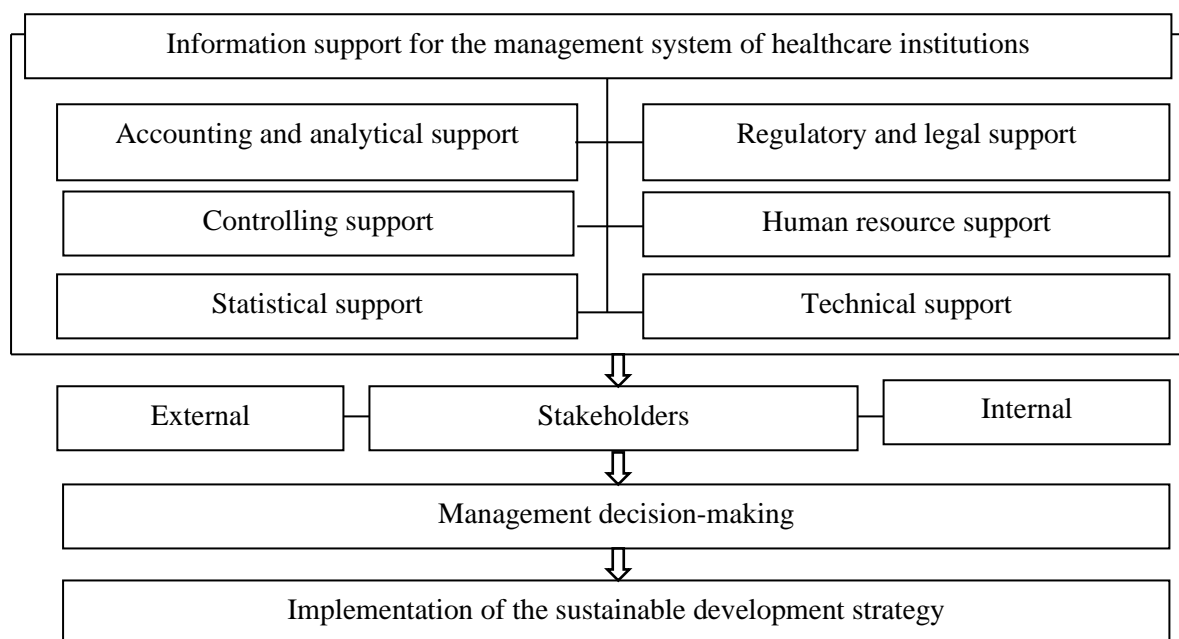 Information support for the management system of healthcare institutions
Accounting and analytical support
Regulatory and legal support
Controlling support
Human resource support
Statistical support
Technical support
External
Stakeholders
Internal
Management decision-making
Implementation of the sustainable development strategy